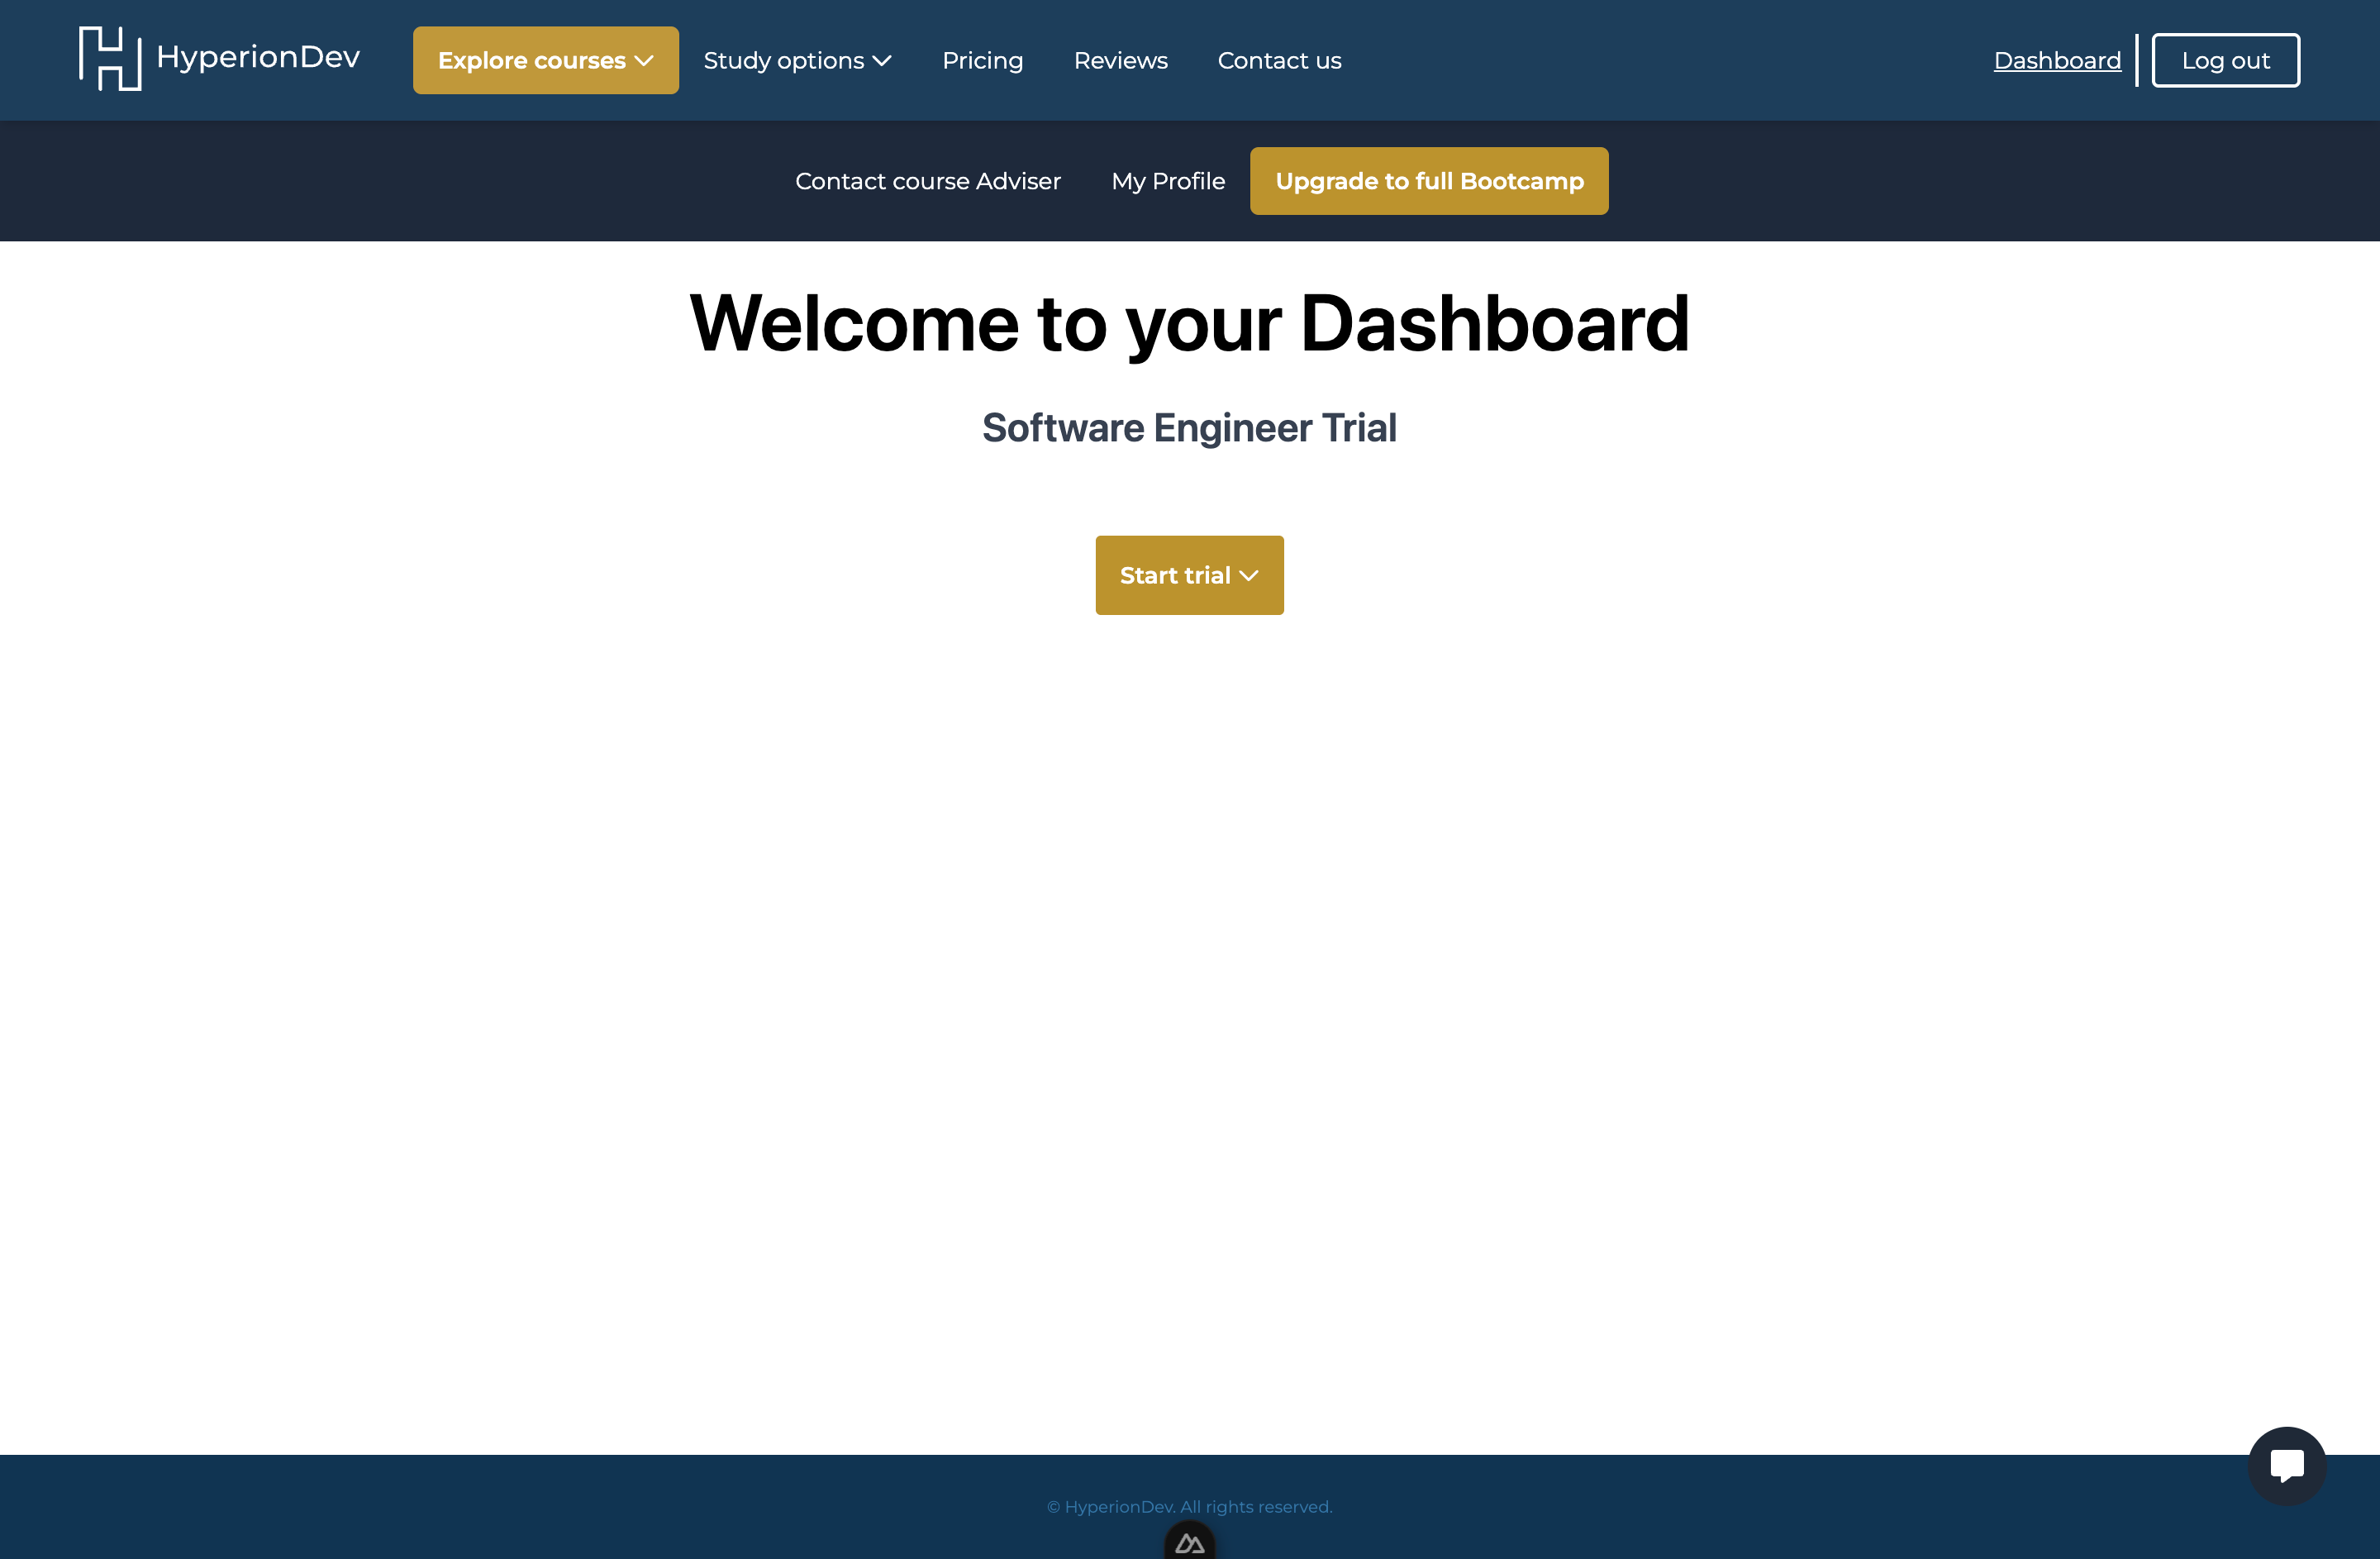 HyperionDev
Explore courses
Study options
Pricing
Reviews
Contact us
Dashboard
Log out
Contact course Adviser
My Profile
Upgrade to full Bootcamp
Welcome to your Dashboard
Software Engineer Trial
Start trial
© HyperionDev. All rights reserved.